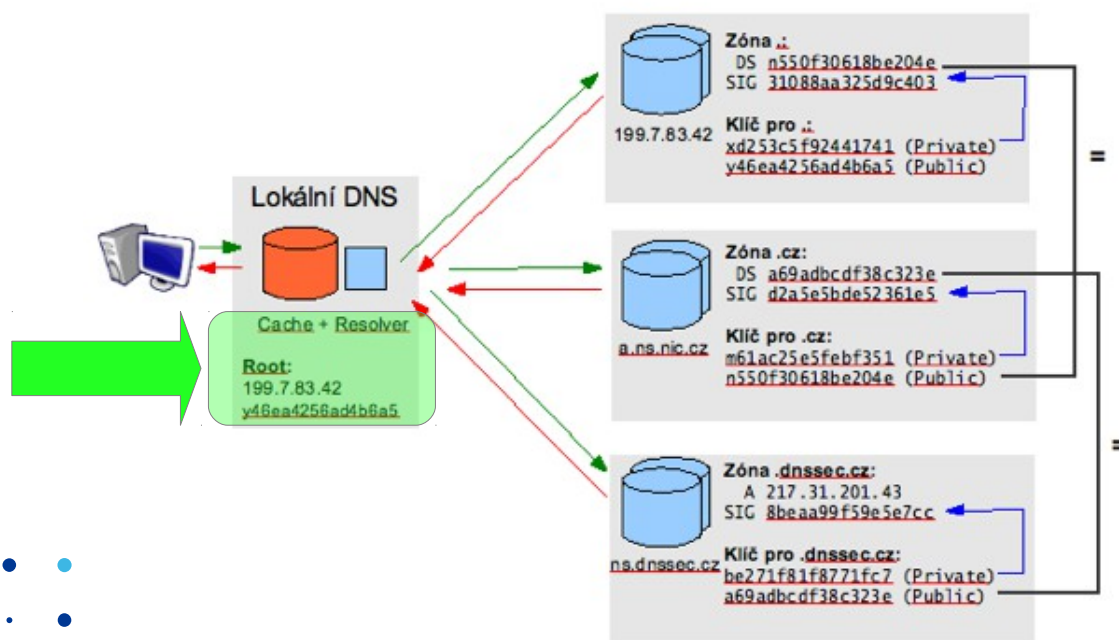 Lokální DNS
Cache + Resolver
Root:
199.7.83.42
y46ea4256ad4b6a5
199.7.83.42
Zóna .:
DS n550f30618be204e
SIG 31088aa325d9c403
Klíč pro .:
xd253c5f92441741 (Private)
y46ea4256ad4b6a5 (Public)
=
a.ns.nic.cz
Zóna .cz:
DS a69adbcdf38c323e
SIG d2a5e5bde52361e5
Klíč pro .cz:
m61ac25e5febf351 (Private)
n550f30618be204e (Public)
=
ns.dnssec.cz
Zóna .dnssec.cz:
A 217.31.201.43
SIG 8beaa99f59e5e7cc
Klíč pro .dnssec.cz:
be271f81f8771fc7 (Private)
a69adbcdf38c323e (Public)